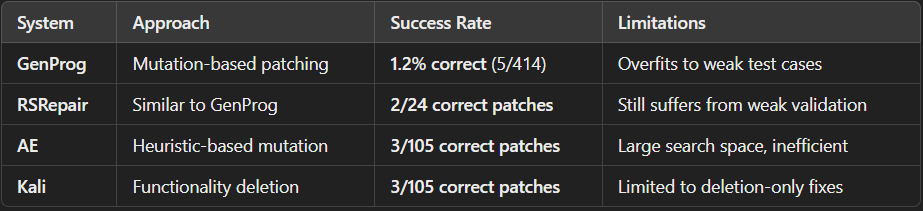 System Approach Success Rate Limitations
GenProg Mutation-based patching 1.2% correct (5/414) Overfits to weak test cases
RSRepair Similar to GenProg 2/24 correct patches Still suffers from weak validation
AE Heuristic-based mutation 3/105 correct patches Large search space, inefficient
Kali Functionality deletion 3/105 correct patches Limited to deletion-only fixes